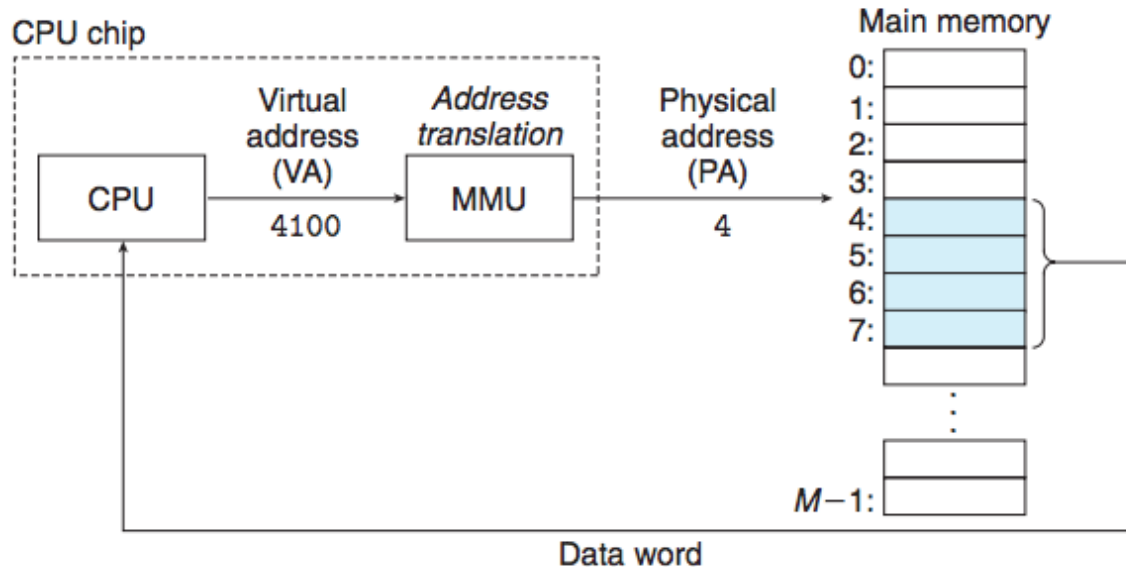 Main memory
CPU chip
0:
1:
2:
3:
4:
5:
6:
7:
M−1:
Virtual
address
(VA)
4100
Address
translation
Physical
address
(PA)
4
CPU
MMU
Data word